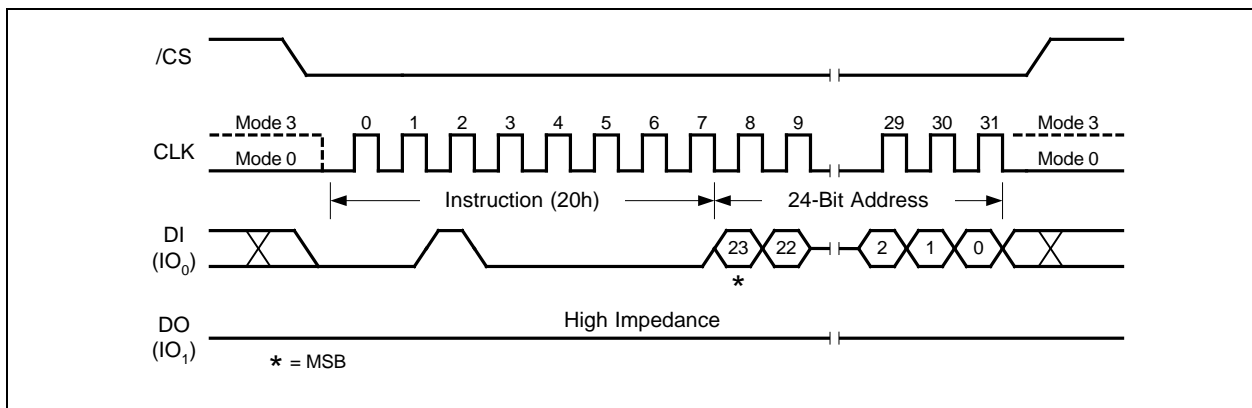 /CS
Mode 3 0 1 2 3 4 5 6 7 8 9 29 30 31 Mode 3
CLK
Mode 0 Mode 0
Instruction (20h) 24-Bit Address
DI
(IO0) 23 22 2 1 0
*
High Impedance
DO
(IO1)
* = MSB